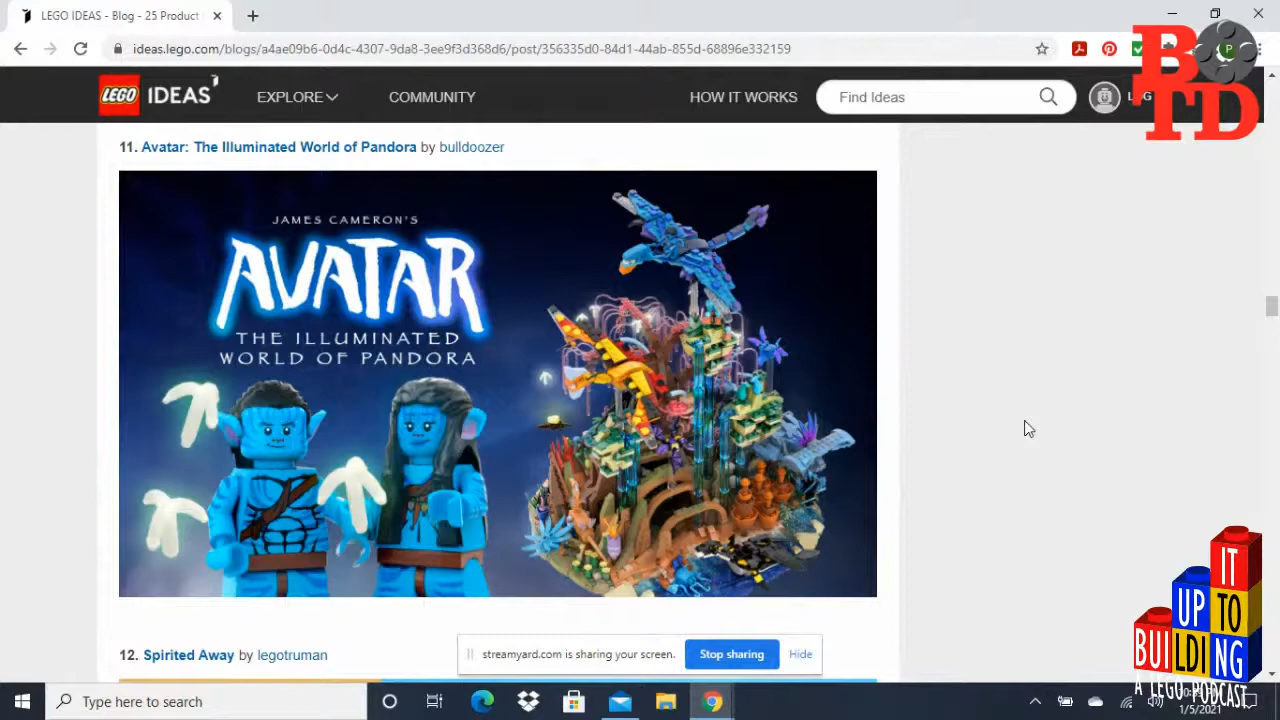 LEGO IDEAS - Blog - 25 Product
ideas.lego.com/blogs/a4ae09b6-0d4c-4307-9da8-3ee9f3d368d6/post/356335d0-84d1-44ab-855d-68896e332159
LEGO IDEAS EXPLORE COMMUNITY HOW IT WORKS Find Ideas
B
TD
P
11. Avatar: The Illuminated World of Pandora by bulldoozer
JAMES CAMERON'S
AVATAR
THE ILLUMINATED
WORLD OF PANDORA
12. Spirited Away by legotruman
streamyard.com is sharing your screen. Stop sharing Hide
IT
UP TO
BUILDING
A LEGO PODCAST
Type here to search
1/5/2021